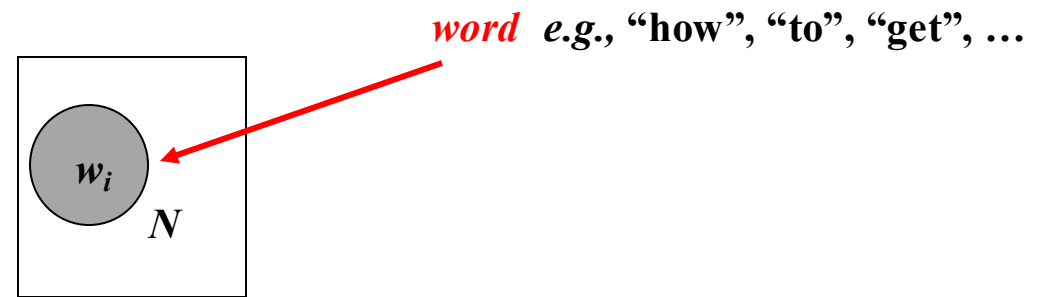 word e.g., “how”, “to”, “get”, …
wᵢ
N